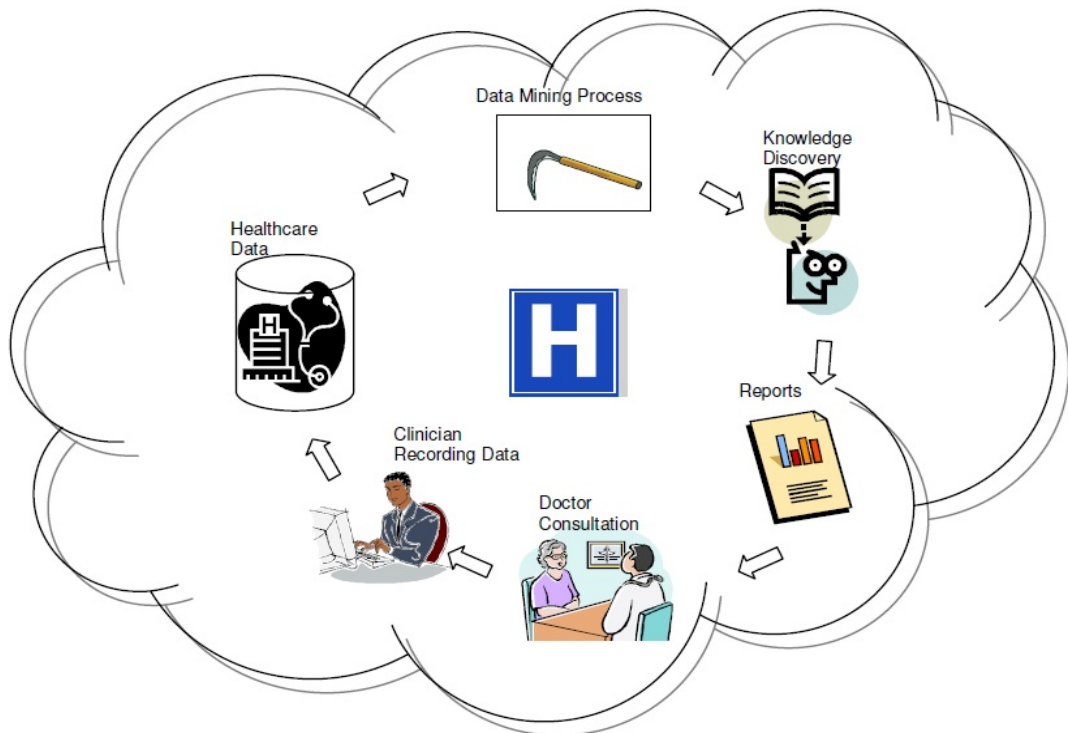 Data Mining Process
Knowledge
Discovery
Healthcare
Data
H
H
Reports
Clinician
Recording Data
Doctor
Consultation